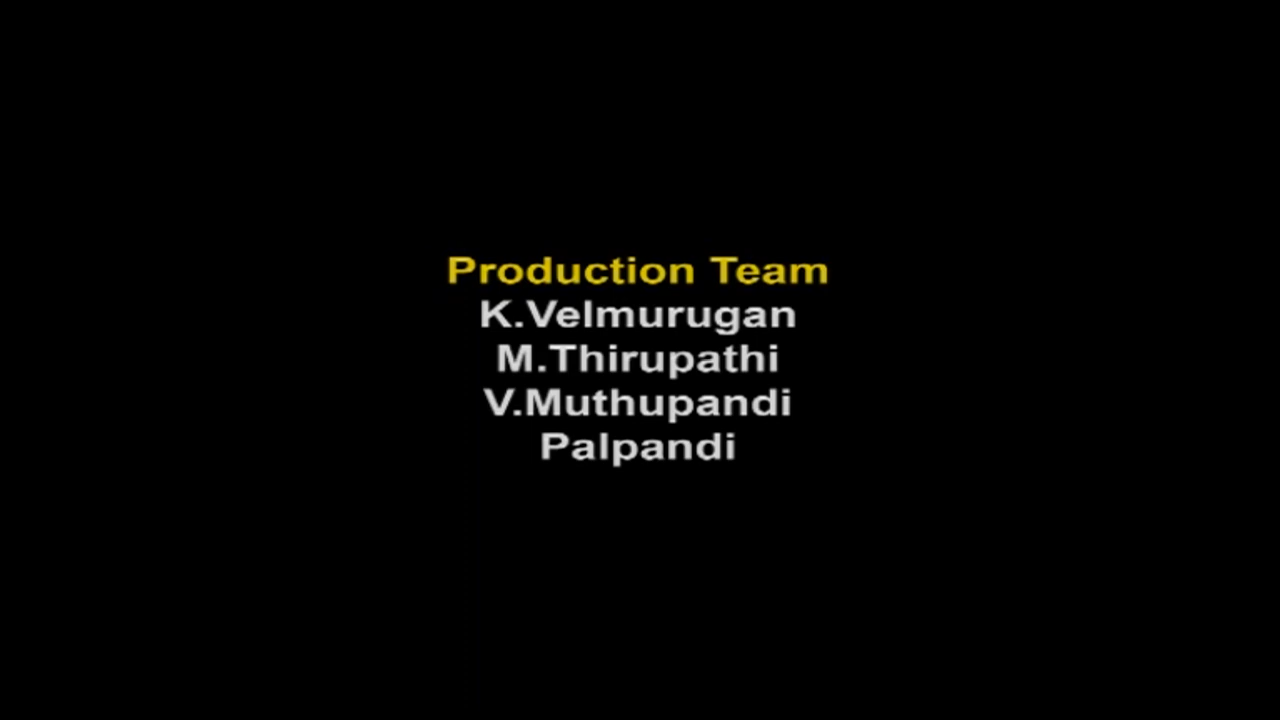 Production Team
K.Velmurugan
M.Thirupathi
V.Muthupandi
Palpandi